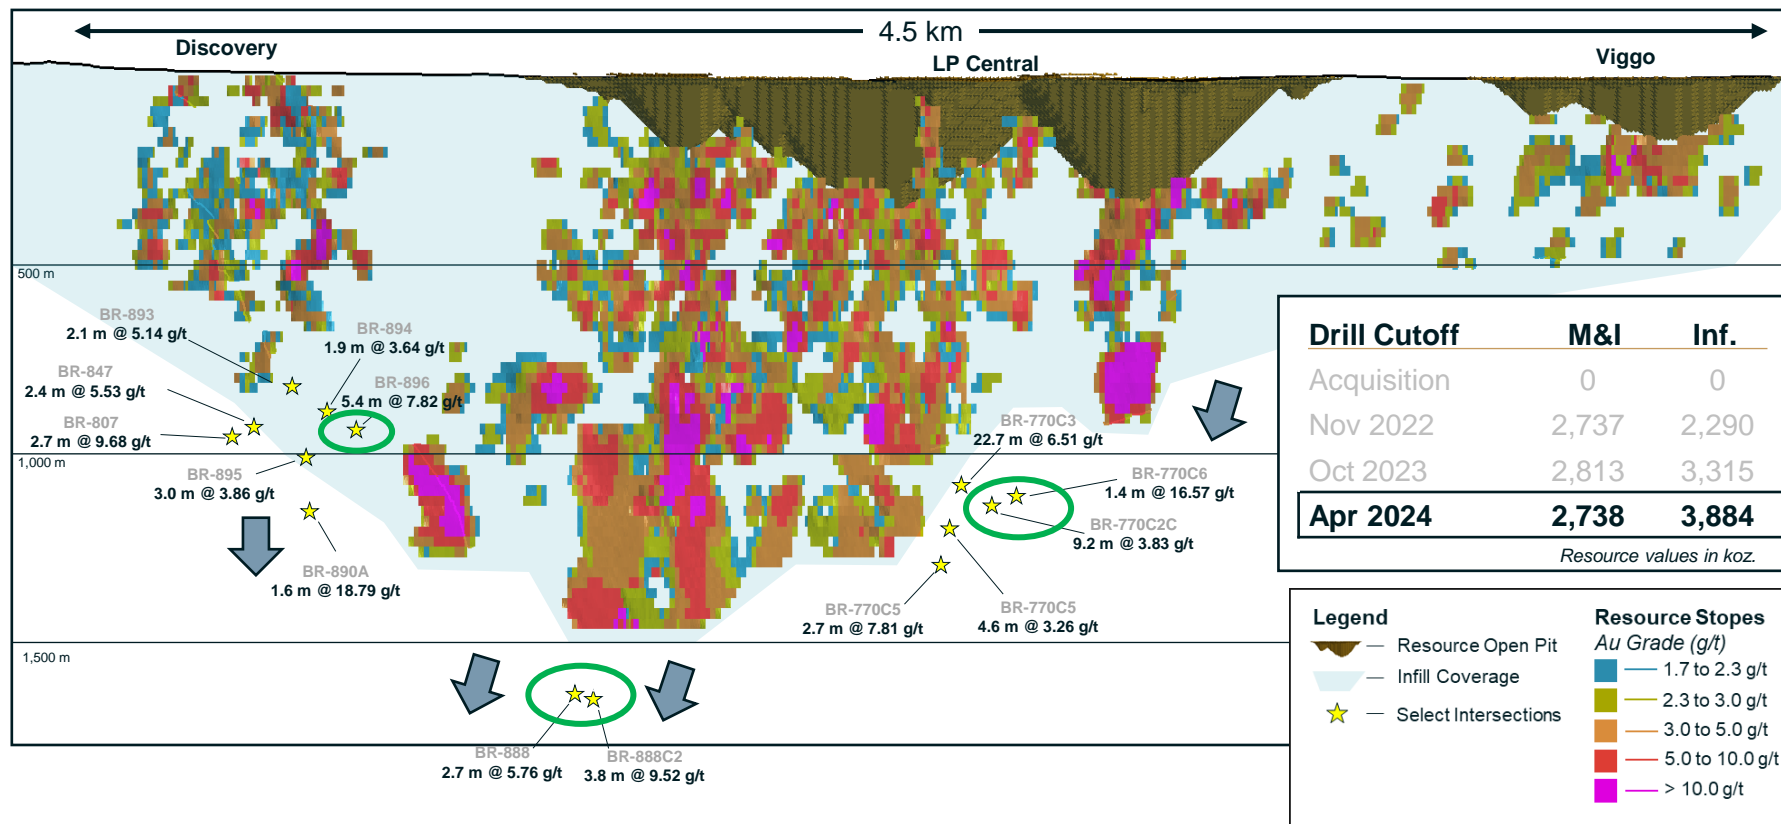 4.5 km
Discovery
LP Central
Viggo
500 m
BR-893
2.1 m @ 5.14 g/t
BR-894
1.9 m @ 3.64 g/t
BR-847
2.4 m @ 5.53 g/t
BR-896
5.4 m @ 7.82 g/t
BR-807
2.7 m @ 9.68 g/t
1,000 m
BR-895
3.0 m @ 3.86 g/t
BR-890A
1.6 m @ 18.79 g/t
BR-770C3
22.7 m @ 6.51 g/t
BR-770C6
1.4 m @ 16.57 g/t
BR-770C2C
9.2 m @ 3.83 g/t
BR-770C5
2.7 m @ 7.81 g/t
BR-770C5
4.6 m @ 3.26 g/t
1,500 m
BR-888
2.7 m @ 5.76 g/t
BR-888C2
3.8 m @ 9.52 g/t
Drill Cutoff M&I Inf.
Acquisition 0 0
Nov 2022 2,737 2,290
Oct 2023 2,813 3,315
Apr 2024 2,738 3,884
Resource values in koz.
Legend
Resource Open Pit
Infill Coverage
Select Intersections
Resource Stopes
Au Grade (g/t)
1.7 to 2.3 g/t
2.3 to 3.0 g/t
3.0 to 5.0 g/t
5.0 to 10.0 g/t
> 10.0 g/t